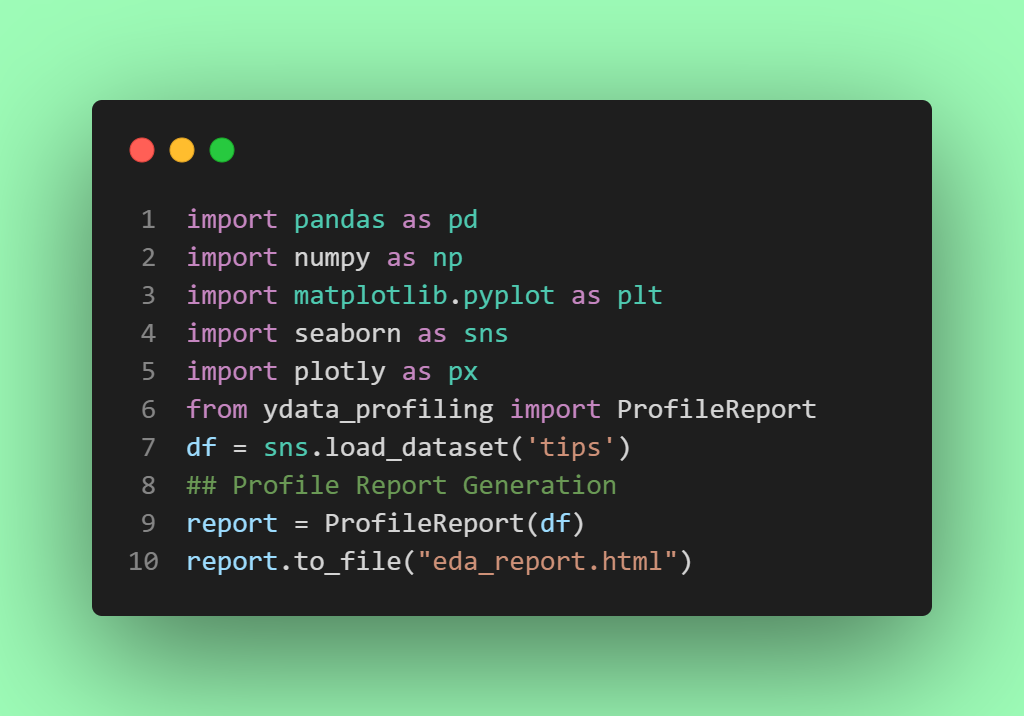 1 import pandas as pd
2 import numpy as np
3 import matplotlib.pyplot as plt
4 import seaborn as sns
5 import plotly as px
6 from ydata_profiling import ProfileReport
7 df = sns.load_dataset('tips')
8 ## Profile Report Generation
9 report = ProfileReport(df)
10 report.to_file("eda_report.html")